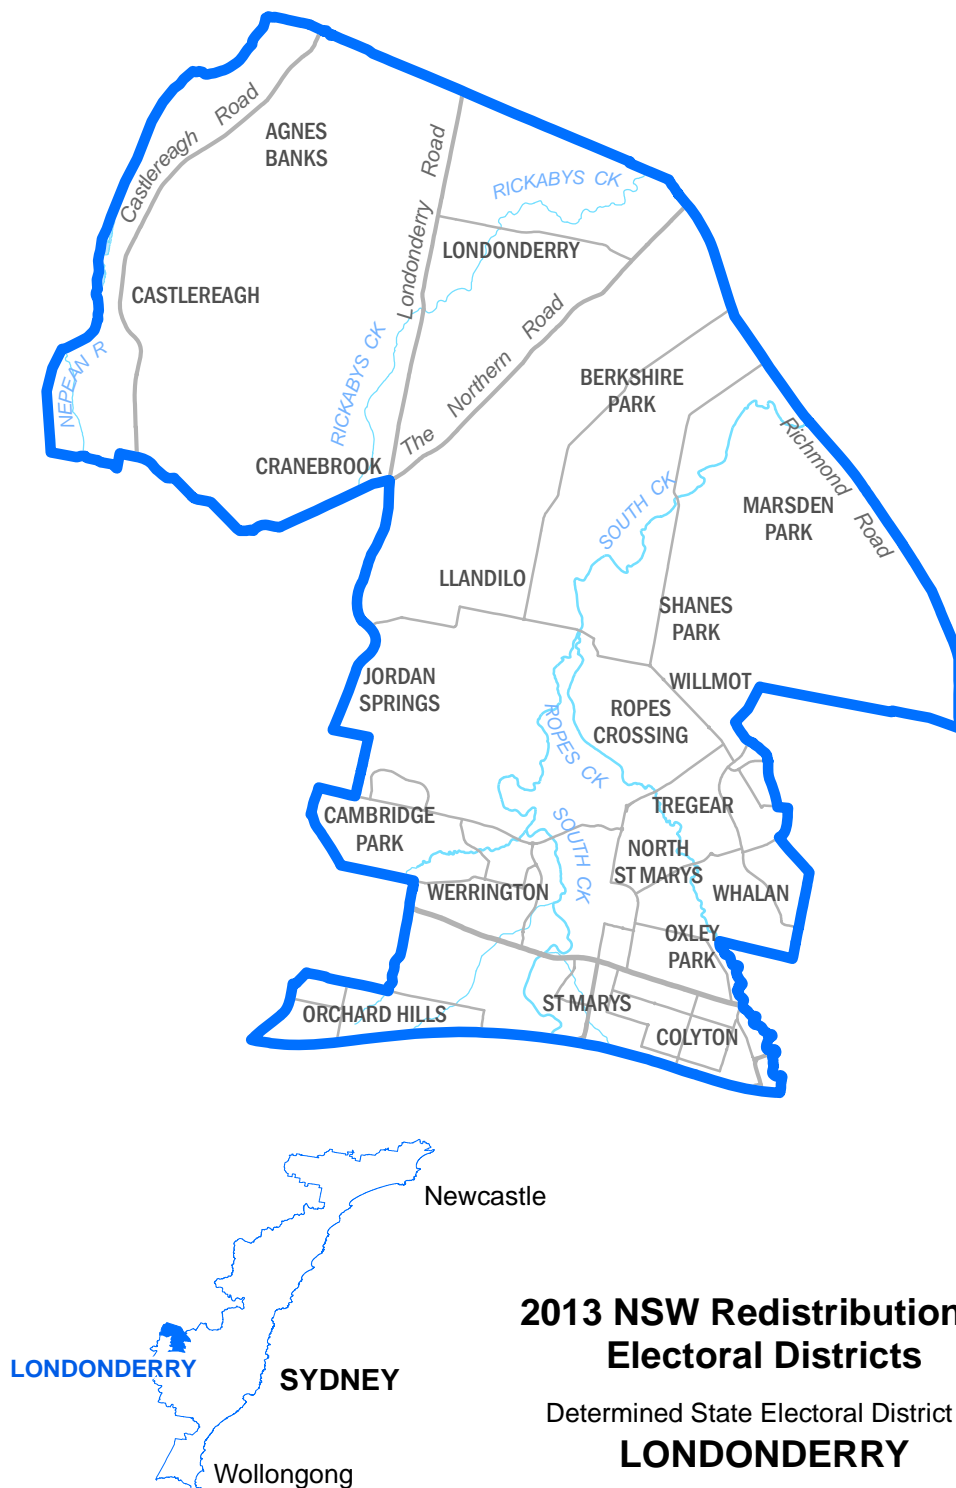 Castlereagh Road
AGNES
BANKS
Londonderry Road
RICKABYS CK
LONDONDERRY
CASTLEREAGH
The Northern Road
NEPEAN R
RICKABYS CK
BERKSHIRE
PARK
CRANEBROOK
Richmond Road
MARSDEN
PARK
SOUTH CK
LLANDILO
SHANES
PARK
JORDAN
SPRINGS
WILLMOT
ROPES
CROSSING
ROPES CK
TREGEAR
CAMBRIDGE
PARK
SOUTH CK
NORTH
ST MARYS
WERRINGTON
WHALAN
OXLEY
PARK
ORCHARD HILLS
ST MARYS
COLYTON
Newcastle
LONDONDERRY
SYDNEY
Wollongong
2013 NSW Redistribution
Electoral Districts
Determined State Electoral District
LONDONDERRY